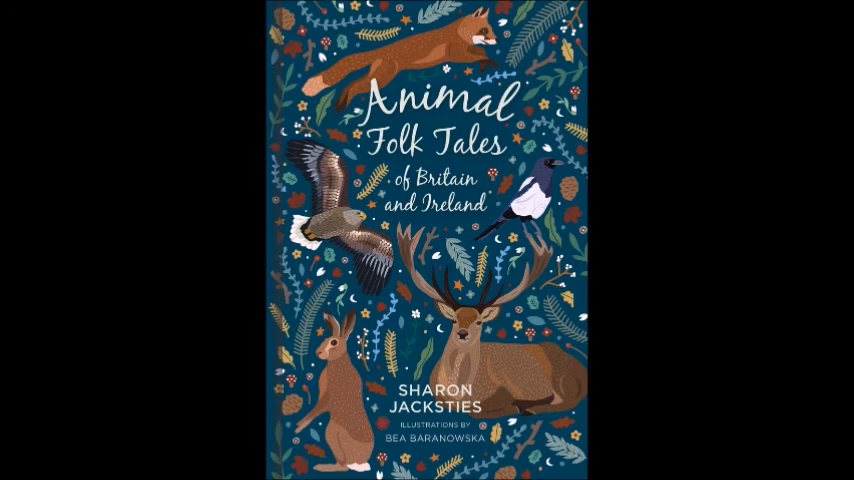 Animal
Folk Tales
of Britain
and Ireland
SHARON
JACKSTIES
ILLUSTRATIONS BY
BEA BARANOWSKA